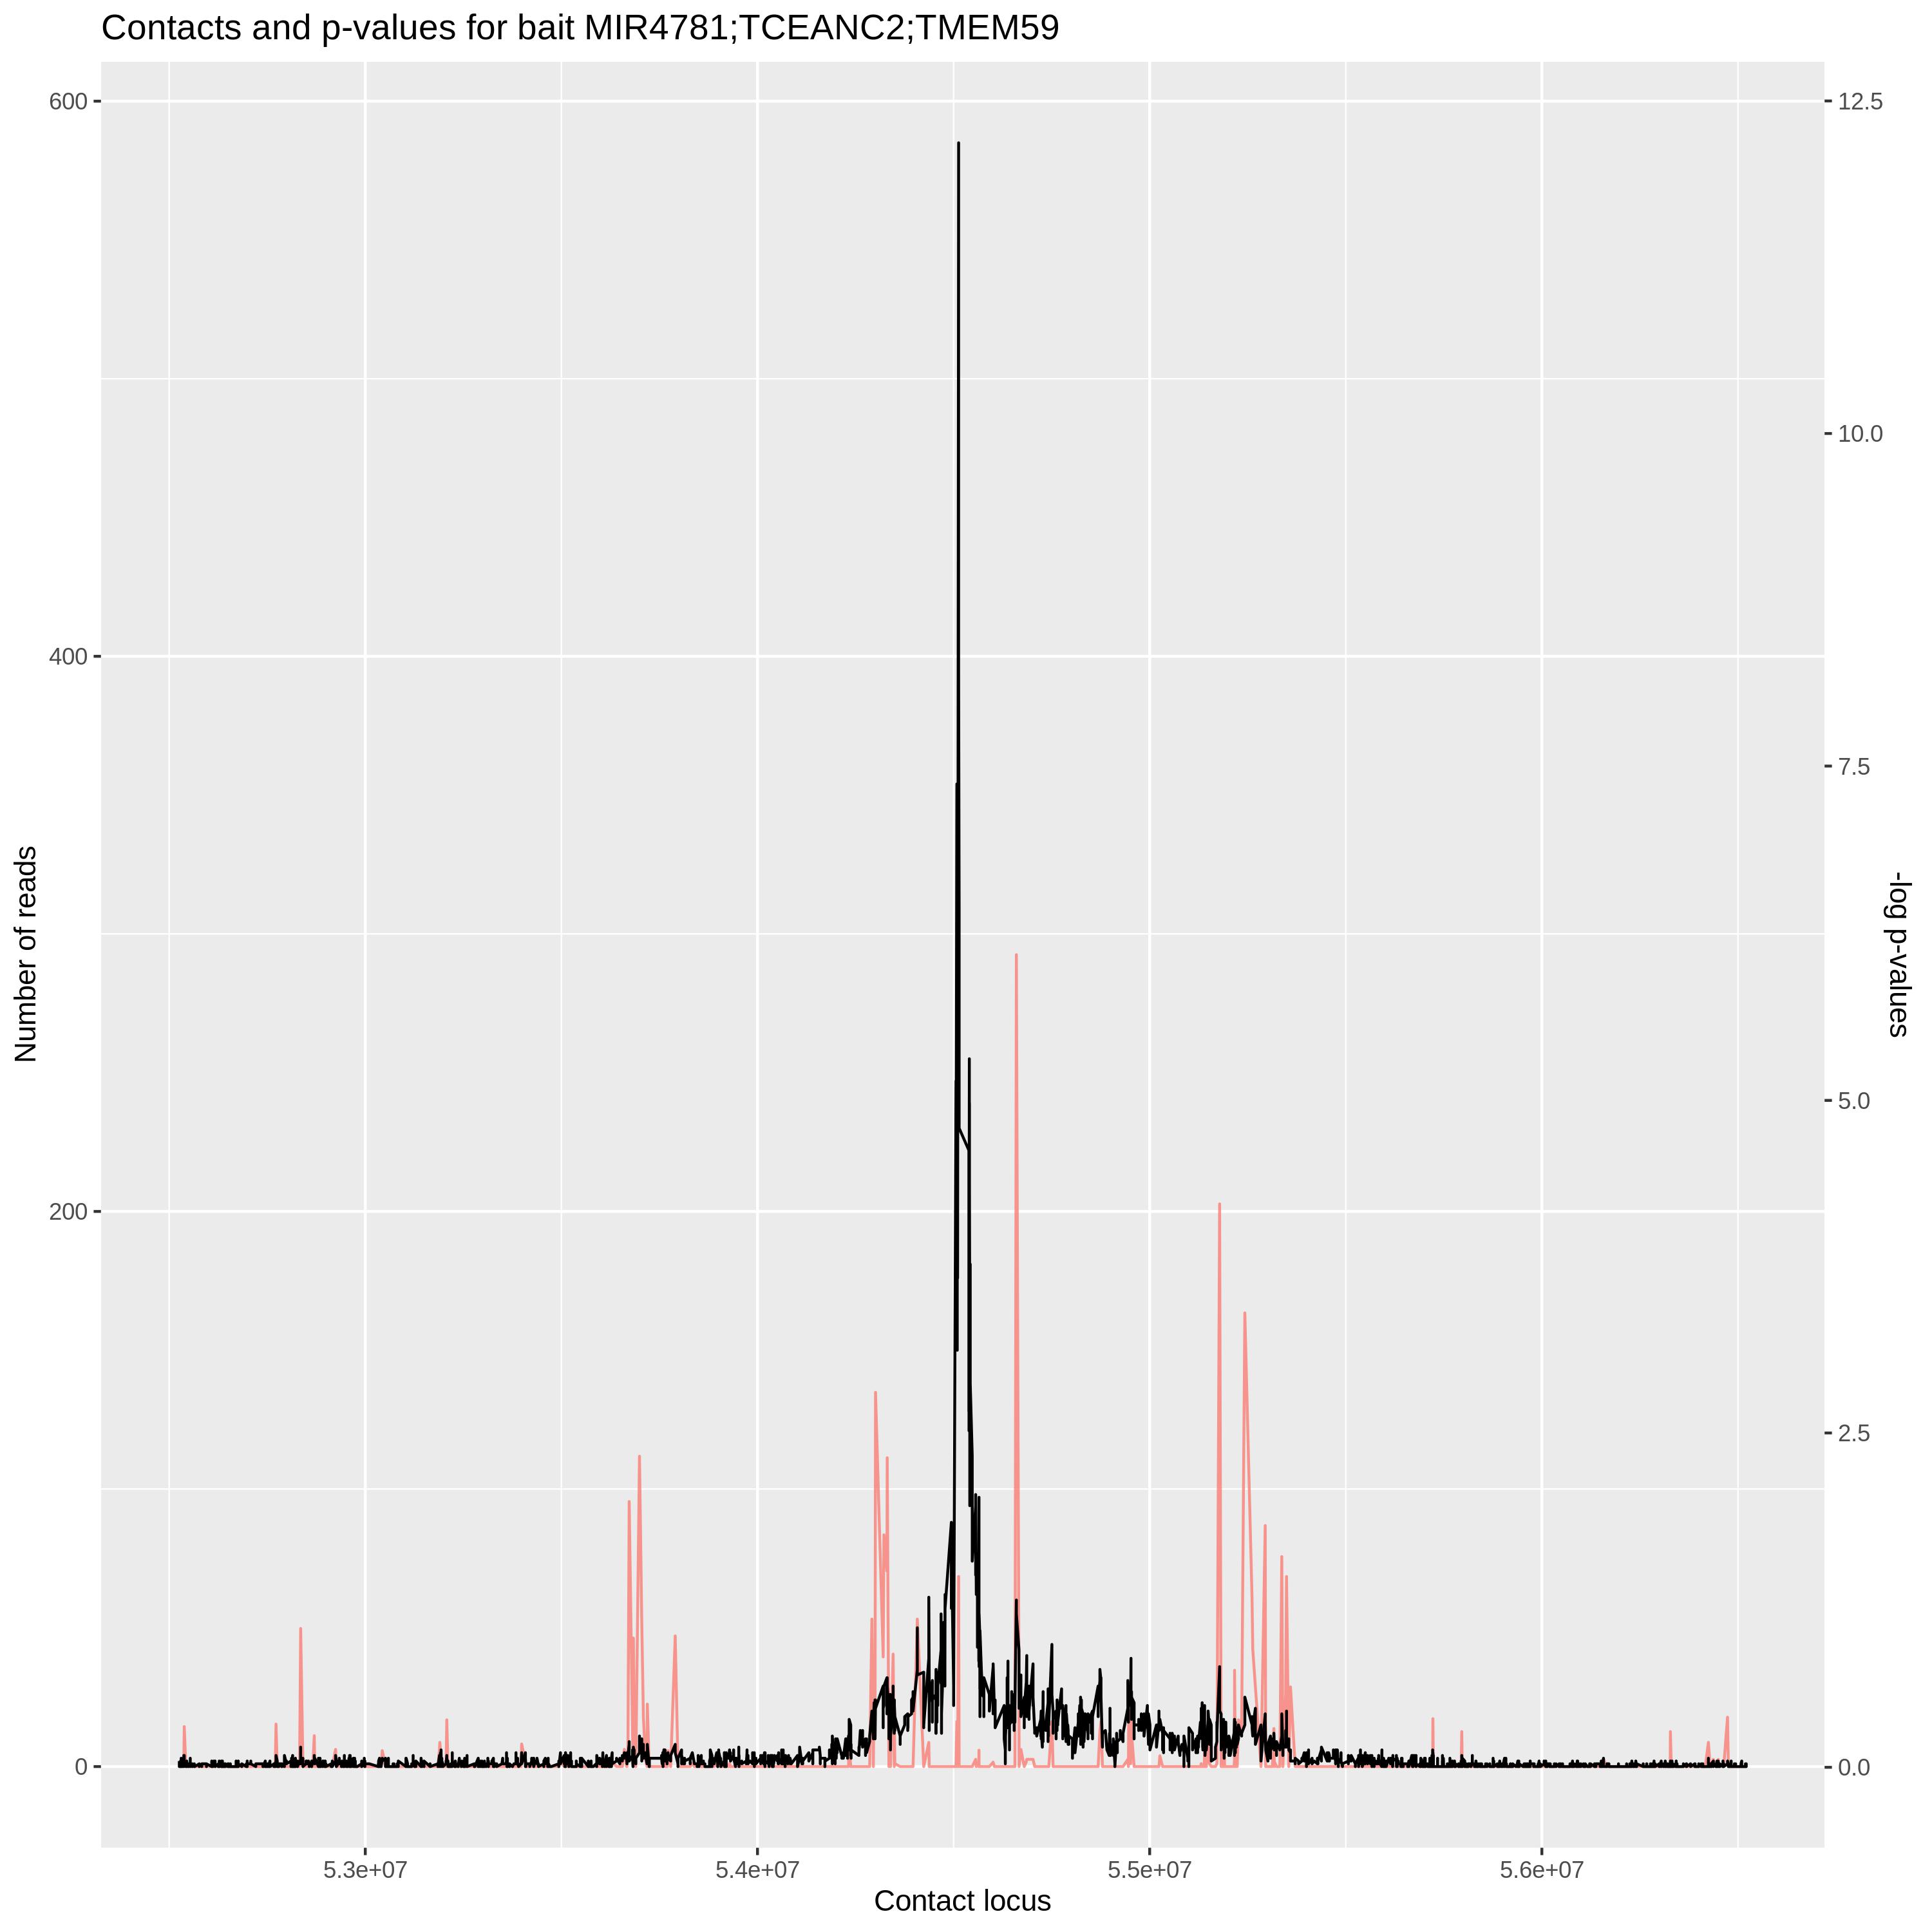 Contacts and p-values for bait MIR4781;TCEANC2;TMEM59
600
400
200
0
12.5
10.0
7.5
5.0
2.5
0.0
Number of reads
-log p-values
5.3e+07
5.4e+07
5.5e+07
5.6e+07
Contact locus